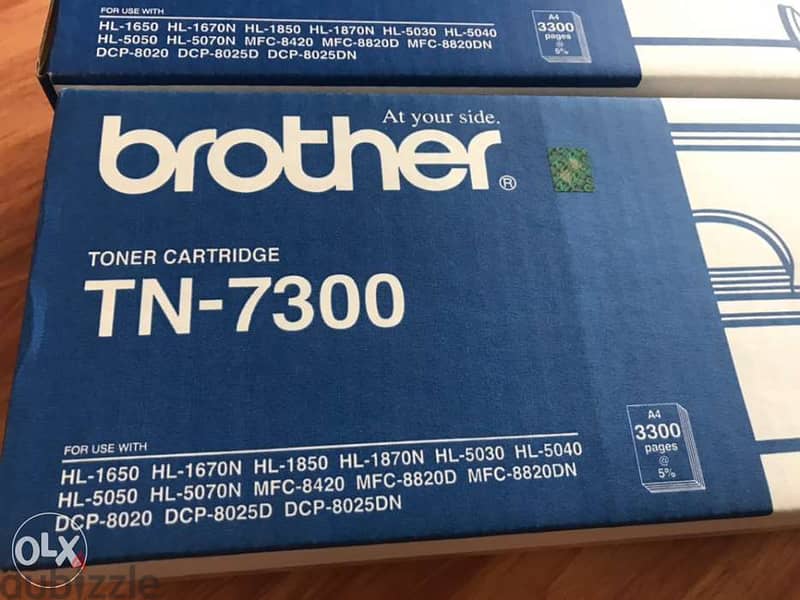 FOR USE WITH
HL-1650 HL-1670N HL-1850 HL-1870N HL-5030 HL-5040
HL-5050 HL-5070N MFC-8420 MFC-8820D MFC-8820DN
DCP-8020 DCP-8025D DCP-8025DN
A4
3300
pages
@
5%
At your side.
brother®
TONER CARTRIDGE
TN-7300
FOR USE WITH
HL-1650 HL-1670N HL-1850 HL-1870N HL-5030 HL-5040
HL-5050 HL-5070N MFC-8420 MFC-8820D MFC-8820DN
DCP-8020 DCP-8025D DCP-8025DN
A4
3300
pages
@
5%
OLX
dubizzle